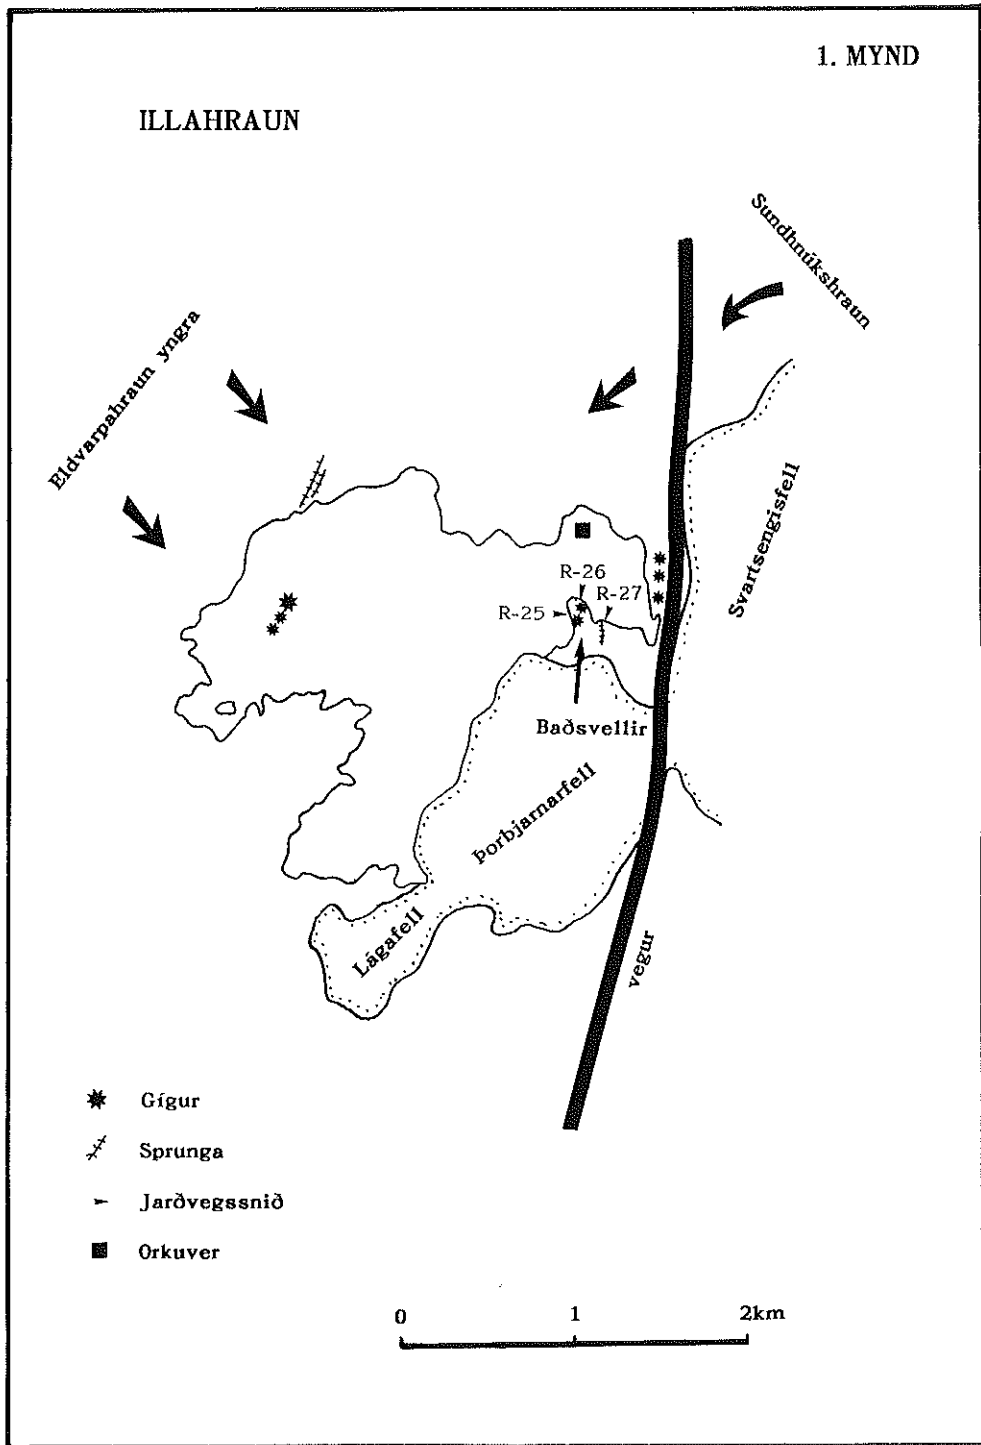 1. MYND
ILLAHRAUN
Sundhnúkshraun
Eldvarpahraun yngra
Svartsengisfell
R-26
R-27
R-25
Baðsvellir
Þorbjarnarfell
Lágafell
vegur
Gígur
Sprunga
Jarðvegssnið
Orkuver
0 1 2km